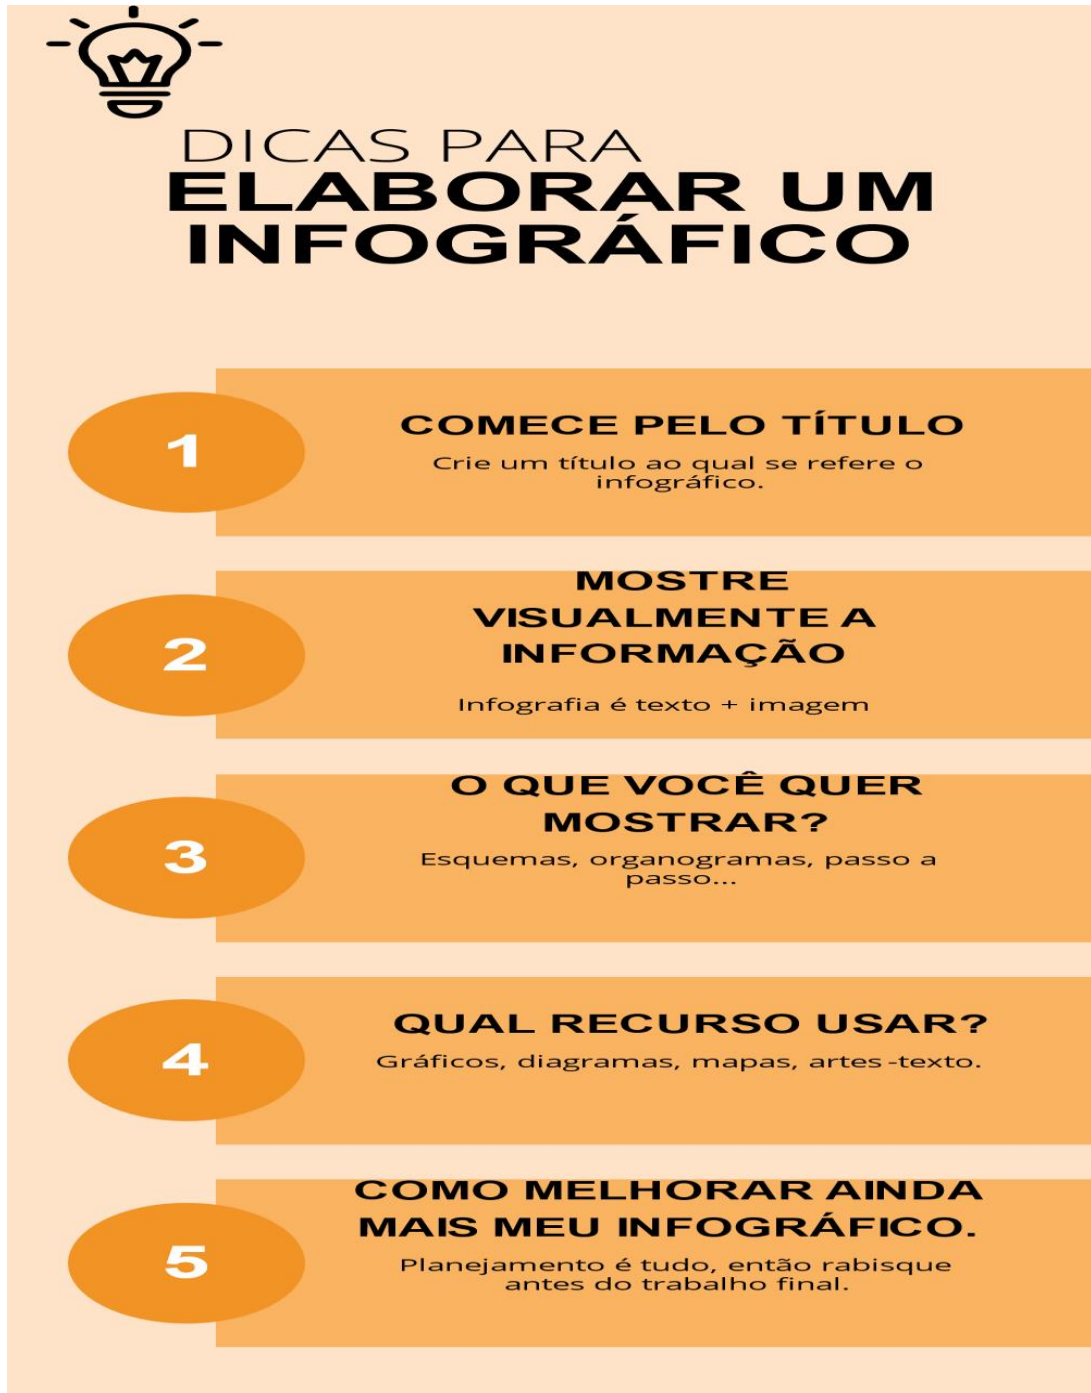 DICAS PARA
ELABORAR UM
INFOGRÁFICO
1
COMECE PELO TÍTULO
Crie um título ao qual se refere o
infográfico.
2
MOSTRE
VISUALMENTE A
INFORMAÇÃO
Infografia é texto + imagem
3
O QUE VOCÊ QUER
MOSTRAR?
Esquemas, organogramas, passo a
passo...
4
QUAL RECURSO USAR?
Gráficos, diagramas, mapas, artes-texto.
5
COMO MELHORAR AINDA
MAIS MEU INFOGRÁFICO.
Planejamento é tudo, então rabisque
antes do trabalho final.